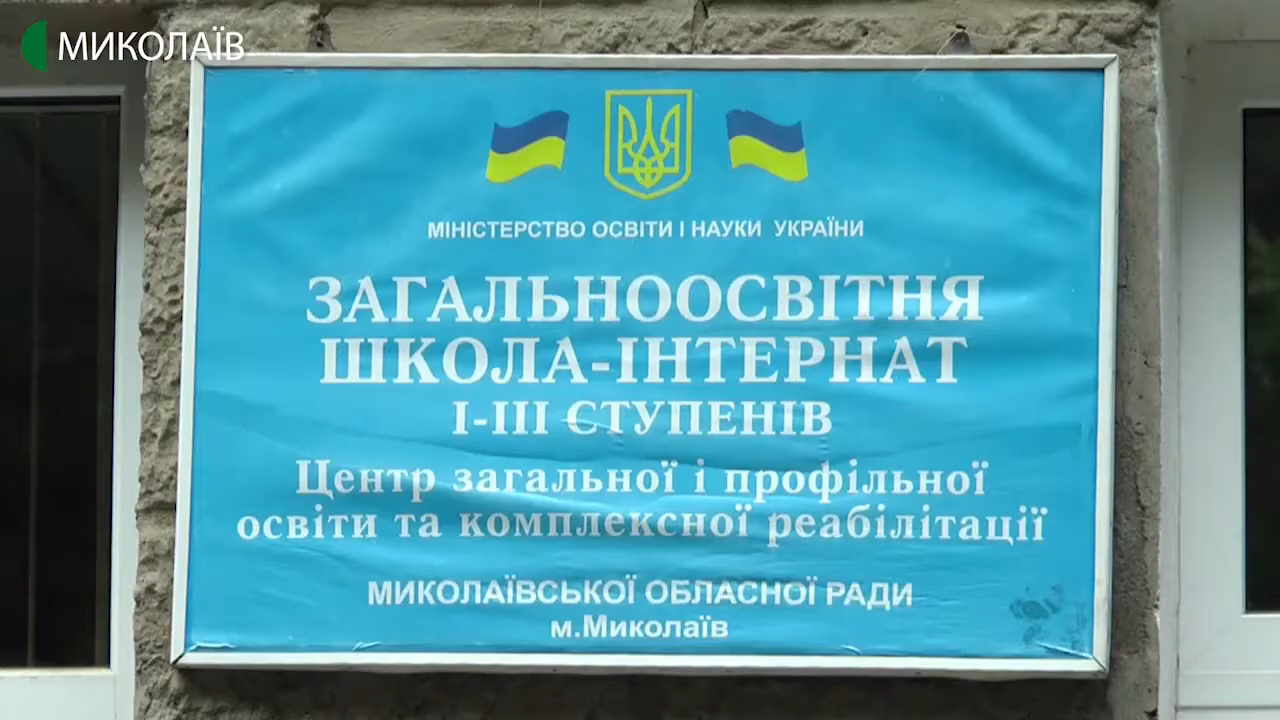 МИКОЛАЇВ
МІНІСТЕРСТВО ОСВІТИ І НАУКИ УКРАЇНИ
ЗАГАЛЬНООСВІТНЯ
ШКОЛА-ІНТЕРНАТ
І-ІІІ СТУПЕНІВ
Центр загальної і профільної
освіти та комплексної реабілітації
МИКОЛАЇВСЬКОЇ ОБЛАСНОЇ РАДИ
м.Миколаїв